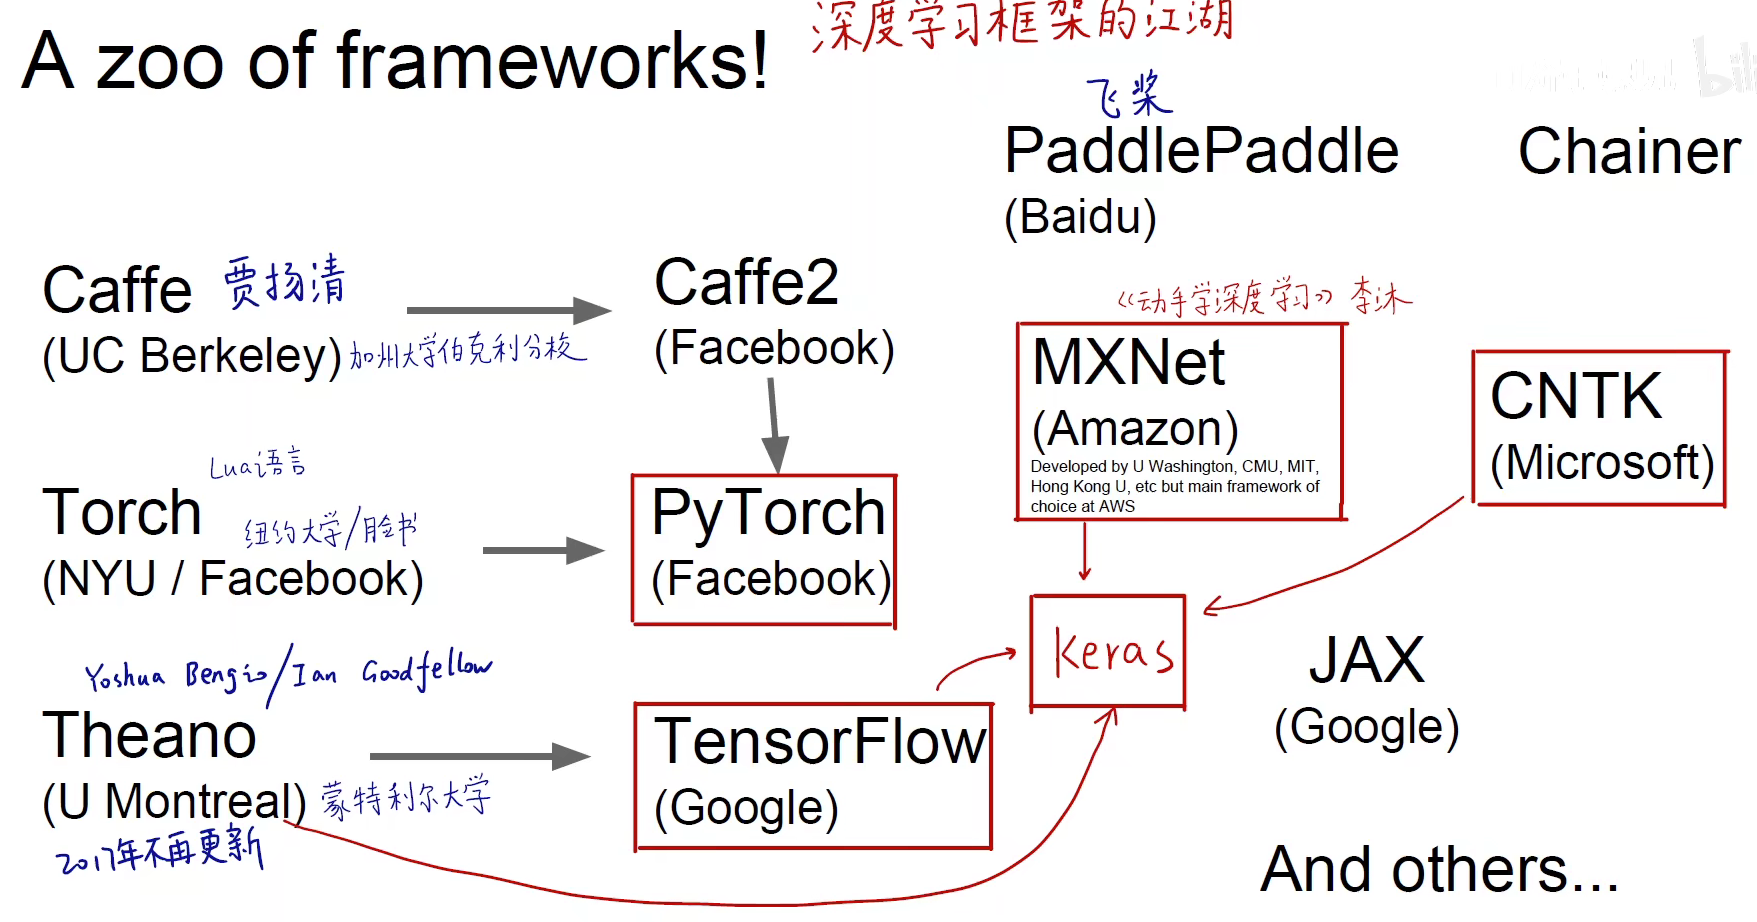 A zoo of frameworks!
深度学习框架的江湖
飞桨
PaddlePaddle
(Baidu)
Chainer
Caffe 贾扬清
(UC Berkeley) 加州大学伯克利分校
Caffe2
(Facebook)
《动手学深度学习》 李沐
MXNet
(Amazon)
Developed by U Washington, CMU, MIT,
Hong Kong U, etc but main framework of
choice at AWS
CNTK
(Microsoft)
Lua语言
Torch
纽约大学/脸书
(NYU / Facebook)
PyTorch
(Facebook)
Keras
Yoshua Bengio/Ian Goodfellow
Theano
(U Montreal) 蒙特利尔大学
2017年不再更新
TensorFlow
(Google)
JAX
(Google)
And others...